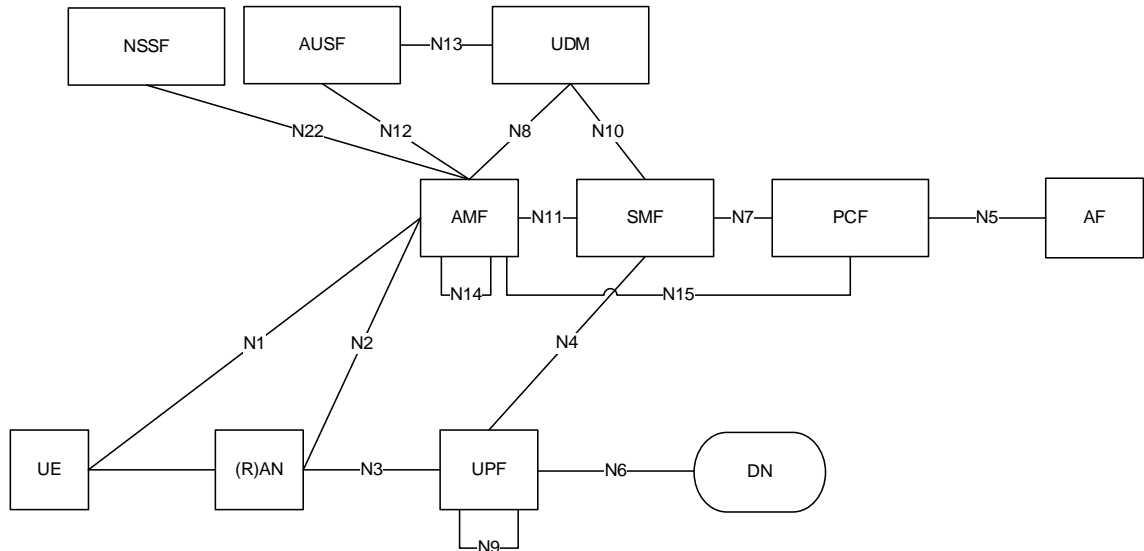 NSSF
AUSF
N13
UDM
N22
N12
N8
N10
AMF
N11
SMF
N7
PCF
N5
AF
N14
N15
N1
N2
N4
UE
(R)AN
N3
UPF
N6
DN
N9